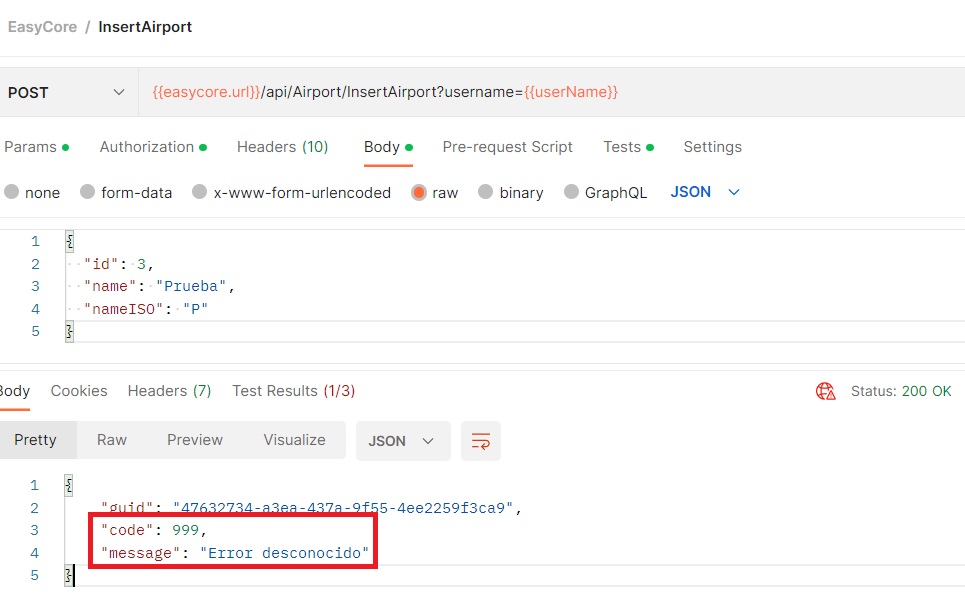 EasyCore / InsertAirport
POST {{easycore.url}}/api/Airport/InsertAirport?username={{userName}}
Params Authorization Headers (10) Body Pre-request Script Tests Settings
none form-data x-www-form-urlencoded raw binary GraphQL JSON
1 {
2 "id": 3,
3 "name": "Prueba",
4 "nameISO": "P"
5 }
Body Cookies Headers (7) Test Results (1/3) Status: 200 OK
Pretty Raw Preview Visualize JSON
1 {
2 "guid": "47632734-a3ea-437a-9f55-4ee2259f3ca9",
3 "code": 999,
4 "message": "Error desconocido"
5 }